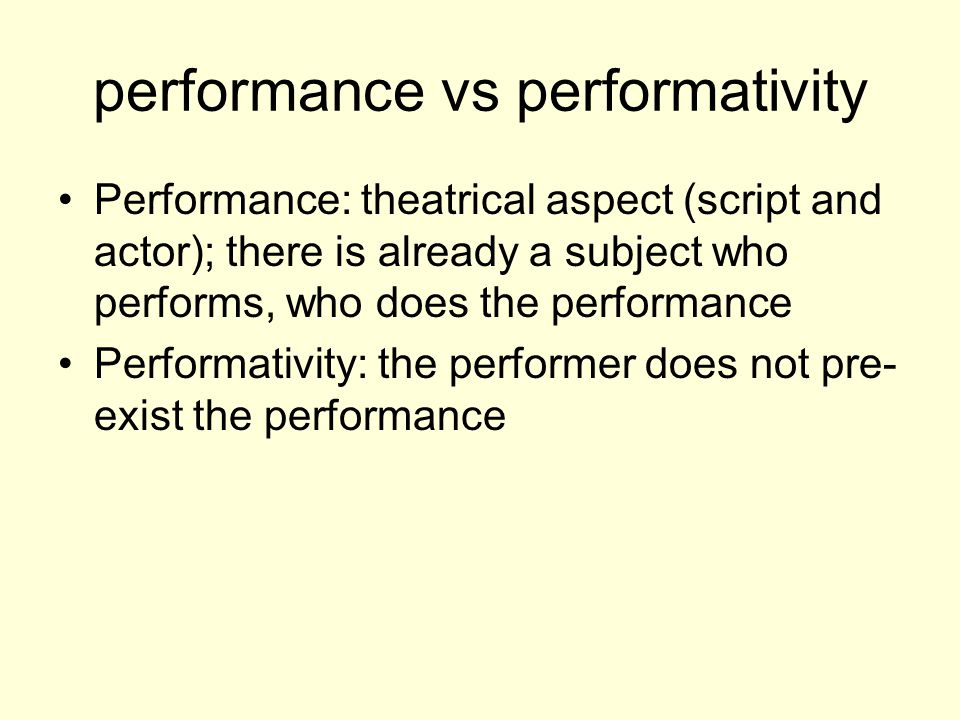 performance vs performativity
• Performance: theatrical aspect (script and
actor); there is already a subject who
performs, who does the performance
• Performativity: the performer does not pre-
exist the performance